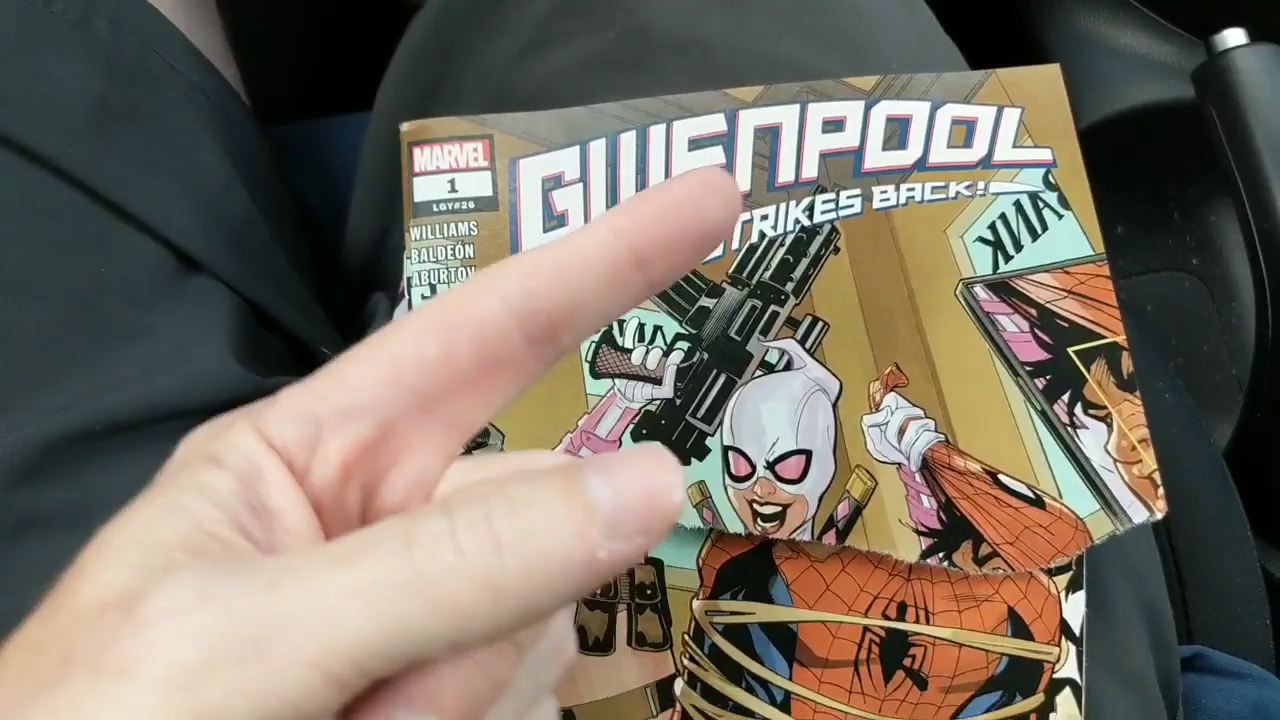 MARVEL
1
LGY#26
WILLIAMS
BALDEÓN
ABURTOV
GWENPOOL
STRIKES BACK!
BANK